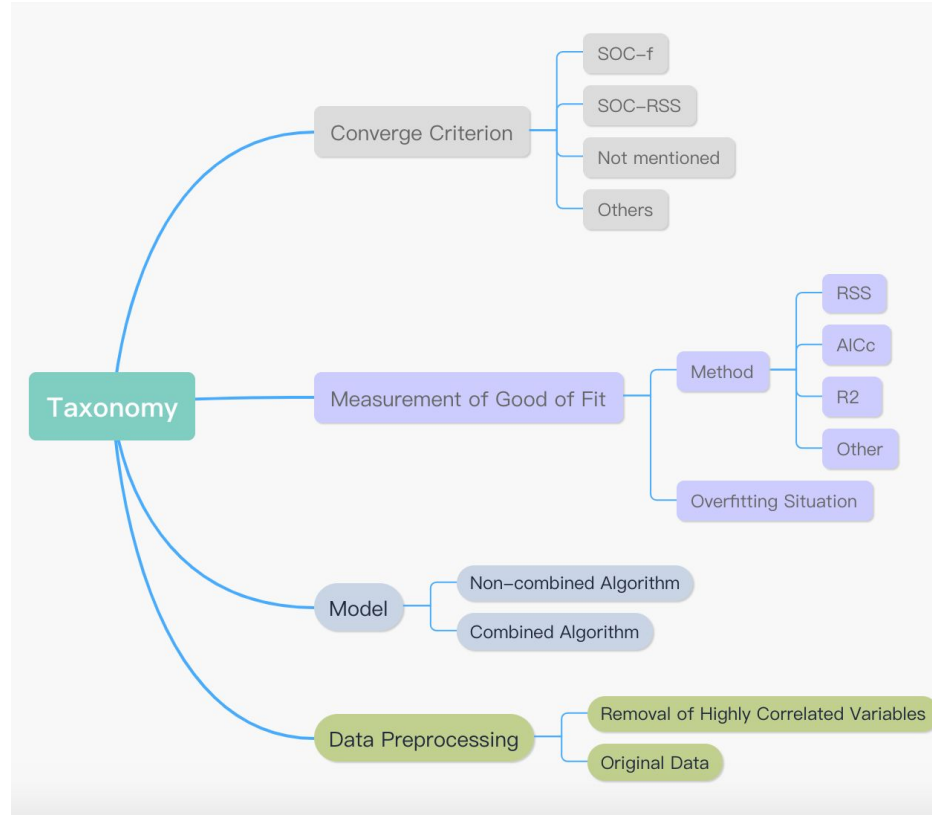 SOC-f
SOC-RSS
Converge Criterion
Not mentioned
Others
RSS
AICc
Method
R2
Other
Taxonomy
Measurement of Good of Fit
Overfitting Situation
Non-combined Algorithm
Model
Combined Algorithm
Removal of Highly Correlated Variables
Data Preprocessing
Original Data